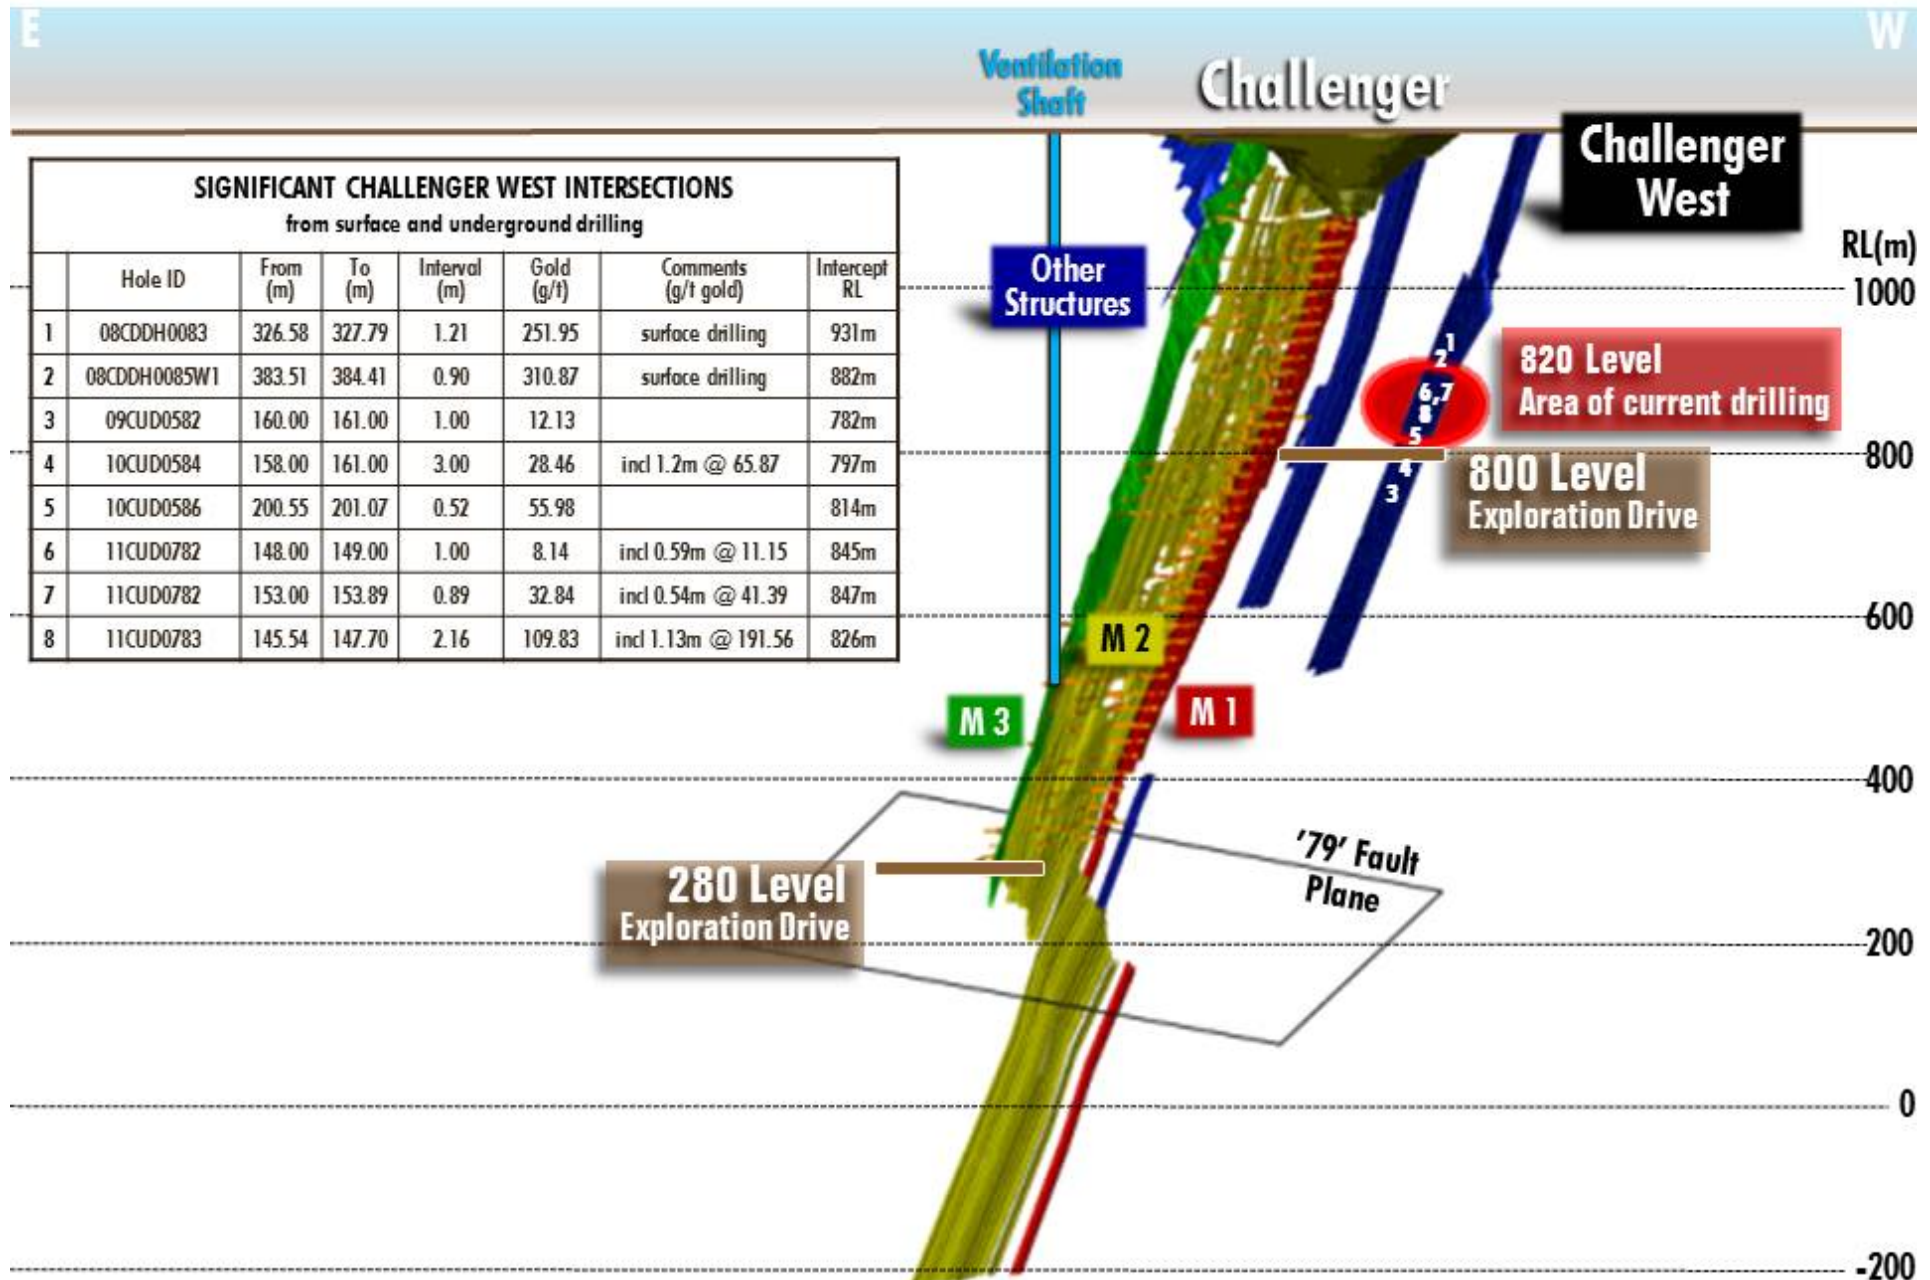 E
W
Ventilation
Shaft
Challenger
Challenger
West
SIGNIFICANT CHALLENGER WEST INTERSECTIONS
from surface and underground drilling
Hole ID From (m) To (m) Interval (m) Gold (g/t) Comments (g/t gold) Intercept RL
1 08CDDH0083 326.58 327.79 1.21 251.95 surface drilling 931m
2 08CDDH0085W1 383.51 384.41 0.90 310.87 surface drilling 882m
3 09CUD0582 160.00 161.00 1.00 12.13 782m
4 10CUD0584 158.00 161.00 3.00 28.46 incl 1.2m @ 65.87 797m
5 10CUD0586 200.55 201.07 0.52 55.98 814m
6 11CUD0782 148.00 149.00 1.00 8.14 incl 0.59m @ 11.15 845m
7 11CUD0782 153.00 153.89 0.89 32.84 incl 0.54m @ 41.39 847m
8 11CUD0783 145.54 147.70 2.16 109.83 incl 1.13m @ 191.56 826m
Other
Structures
RL(m)
1000
1
2
6,7
8
5
4
3
820 Level
Area of current drilling
800
800 Level
Exploration Drive
600
M 2
M 3
M 1
400
'79' Fault
Plane
280 Level
Exploration Drive
200
0
-200